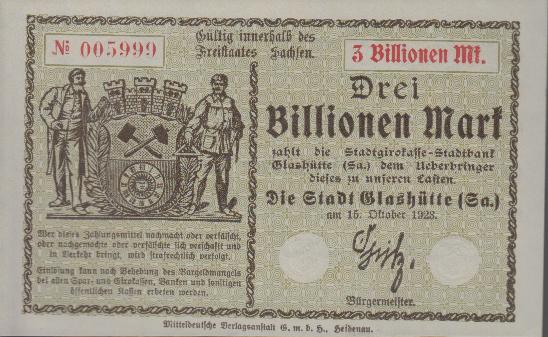 № 005999
Gültig innerhalb des
Freistaates Sachsen.
3 Billionen Mk.
Drei
Billionen Mark
zahlt die Stadtgirokasse-Stadtbank
Glashütte (Sa.) dem Ueberbringer
dieses zu unseren Lasten.
Die Stadt Glashütte (Sa.)
am 15. Oktober 1923.
Bürgermeister.
Wer dieses Zahlungsmittel nachmacht oder verfälscht,
oder nachgemachte oder verfälschte sich verschafft und
in Verkehr bringt, wird strafrechtlich verfolgt.
Einlösung kann nach Behebung des Bargeldmangels
bei allen Spar- und Girokassen, Banken und sonstigen
öffentlichen Kassen erbeten werden.
Mitteldeutsche Verlagsanstalt G. m. b. H., Heidenau.